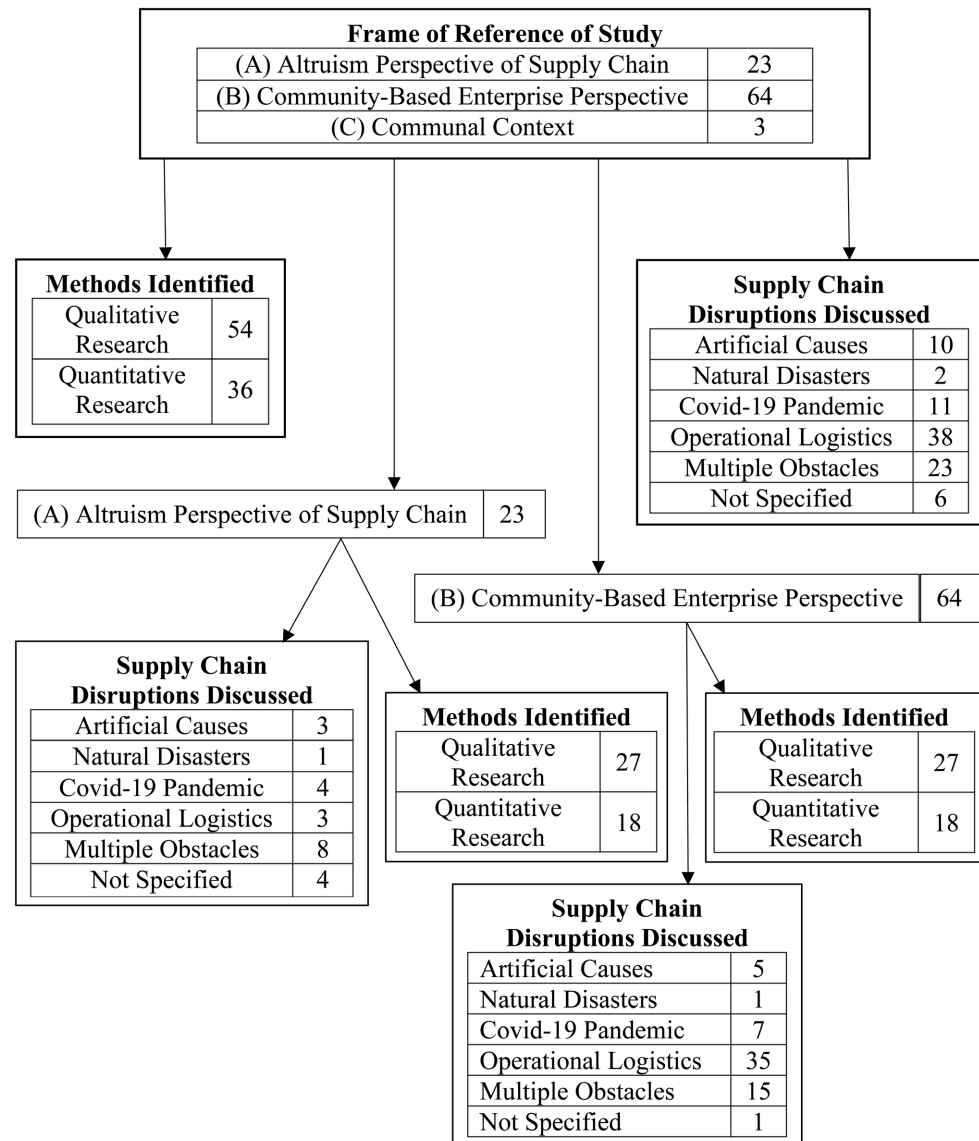 Frame of Reference of Study
(A) Altruism Perspective of Supply Chain 23
(B) Community-Based Enterprise Perspective 64
(C) Communal Context 3
Methods Identified
Qualitative
Research 54
Quantitative
Research 36
Supply Chain
Disruptions Discussed
Artificial Causes 10
Natural Disasters 2
Covid-19 Pandemic 11
Operational Logistics 38
Multiple Obstacles 23
Not Specified 6
(A) Altruism Perspective of Supply Chain 23
(B) Community-Based Enterprise Perspective 64
Supply Chain
Disruptions Discussed
Artificial Causes 3
Natural Disasters 1
Covid-19 Pandemic 4
Operational Logistics 3
Multiple Obstacles 8
Not Specified 4
Methods Identified
Qualitative
Research 27
Quantitative
Research 18
Methods Identified
Qualitative
Research 27
Quantitative
Research 18
Supply Chain
Disruptions Discussed
Artificial Causes 5
Natural Disasters 1
Covid-19 Pandemic 7
Operational Logistics 35
Multiple Obstacles 15
Not Specified 1